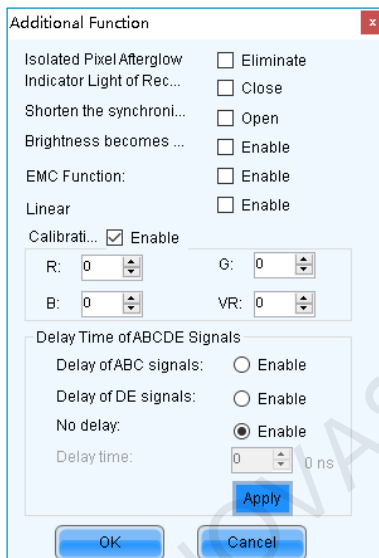 Additional Function x
Isolated Pixel Afterglow Eliminate
Indicator Light of Rec... Close
Shorten the synchroni... Open
Brightness becomes ... Enable
EMC Function: Enable
Linear Enable
Calibrati... Enable
R: 0 G: 0
B: 0 VR: 0
Delay Time of ABCDE Signals
Delay of ABC signals: Enable
Delay of DE signals: Enable
No delay: Enable
Delay time: 0 0 ns
Apply
OK Cancel